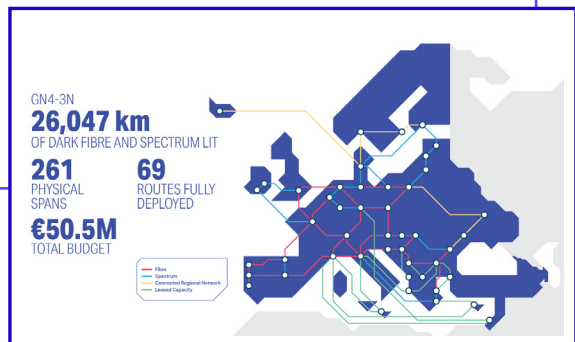 GN4-3N
26,047 km
OF DARK FIBRE AND SPECTRUM LIT
261
PHYSICAL
SPANS
69
ROUTES FULLY
DEPLOYED
€50.5M
TOTAL BUDGET
Fibre
Spectrum
Connected Regional Network
Leased Capacity